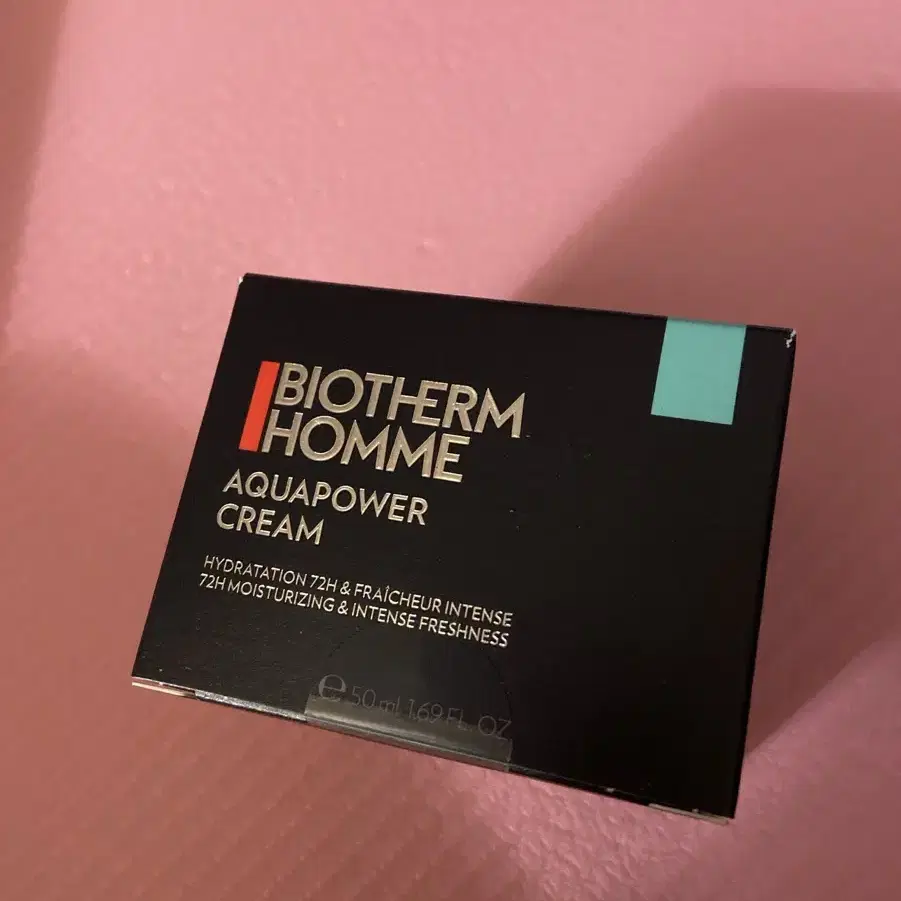 BIOTHERM
HOMME
AQUAPOWER
CREAM
HYDRATATION 72H & FRAÎCHEUR INTENSE
72H MOISTURIZING & INTENSE FRESHNESS
e 50 ml 1.69 FL. OZ